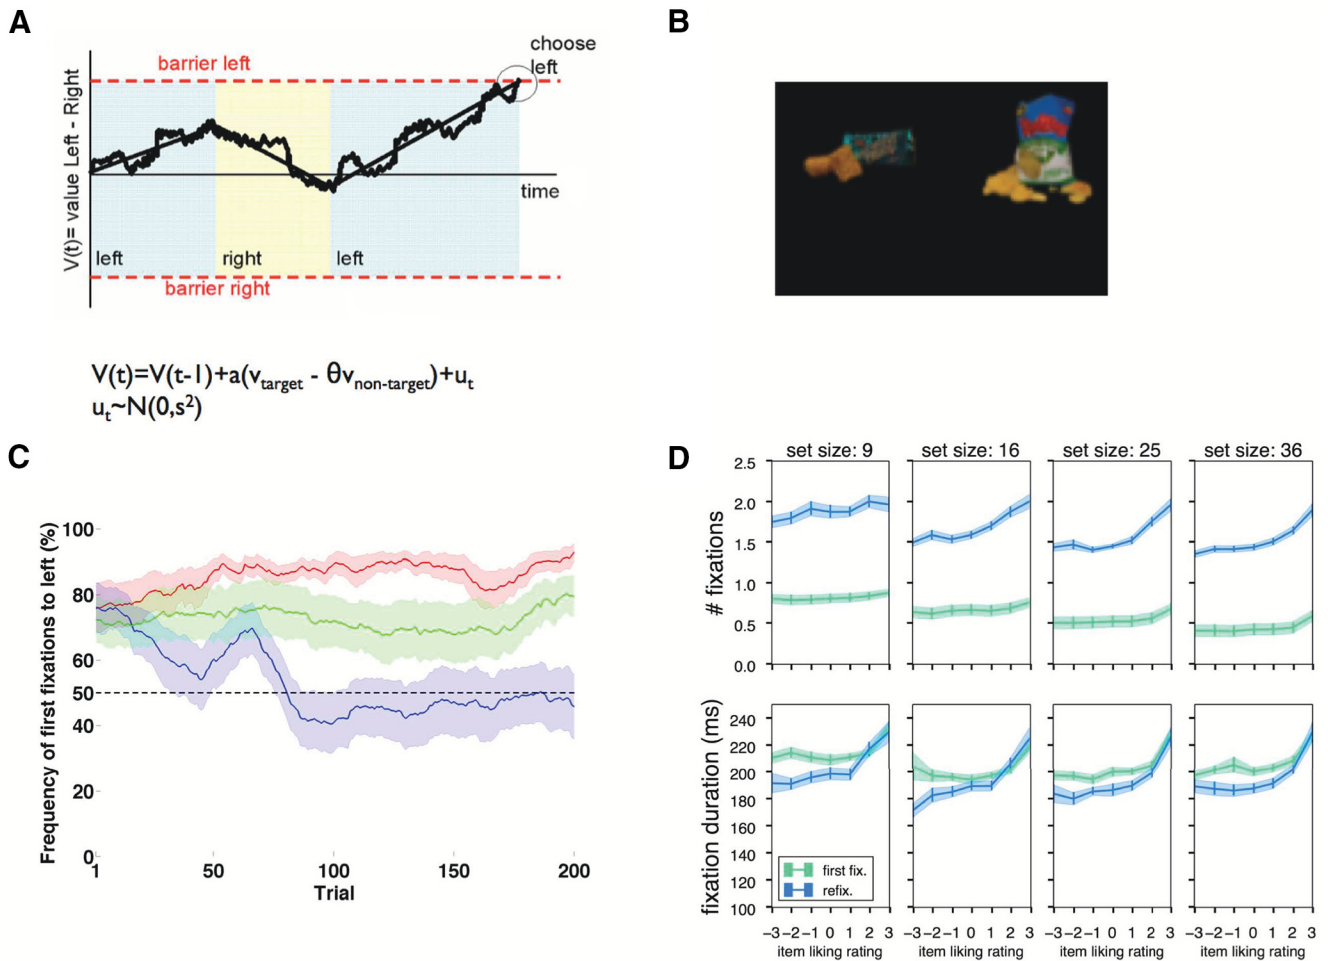 A
choose
left
barrier left
V(t)= value Left - Right
time
left
right
left
barrier right
V(t)=V(t-1)+a(v_target - θv_non-target)+u_t
u_t~N(0,s²)
B
C
Frequency of first fixations to left (%)
100
80
60
50
40
20
0
1 50 100 150 200
Trial
D
set size: 9 set size: 16 set size: 25 set size: 36
# fixations
2.5
2.0
1.5
1.0
0.5
0.0
fixation duration (ms)
240
220
200
180
160
140
120
100
first fix.
refix.
−3 −2 −1 0 1 2 3 −3 −2 −1 0 1 2 3 −3 −2 −1 0 1 2 3 −3 −2 −1 0 1 2 3
item liking rating item liking rating item liking rating item liking rating